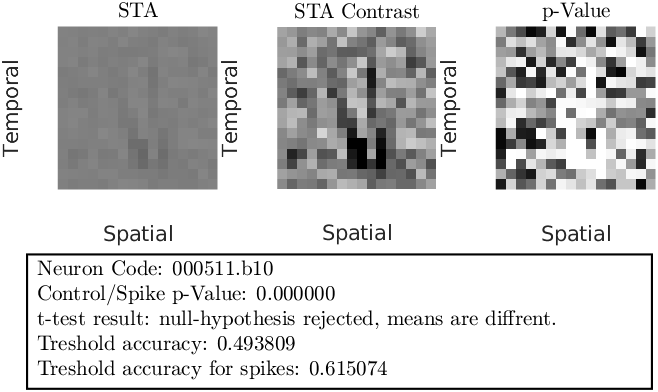 STA
STA Contrast
p-Value
Temporal
Temporal
Temporal
Spatial
Spatial
Spatial
Neuron Code: 000511.b10
Control/Spike p-Value: 0.000000
t-test result: null-hypothesis rejected, means are diffrent.
Treshold accuracy: 0.493809
Treshold accuracy for spikes: 0.615074